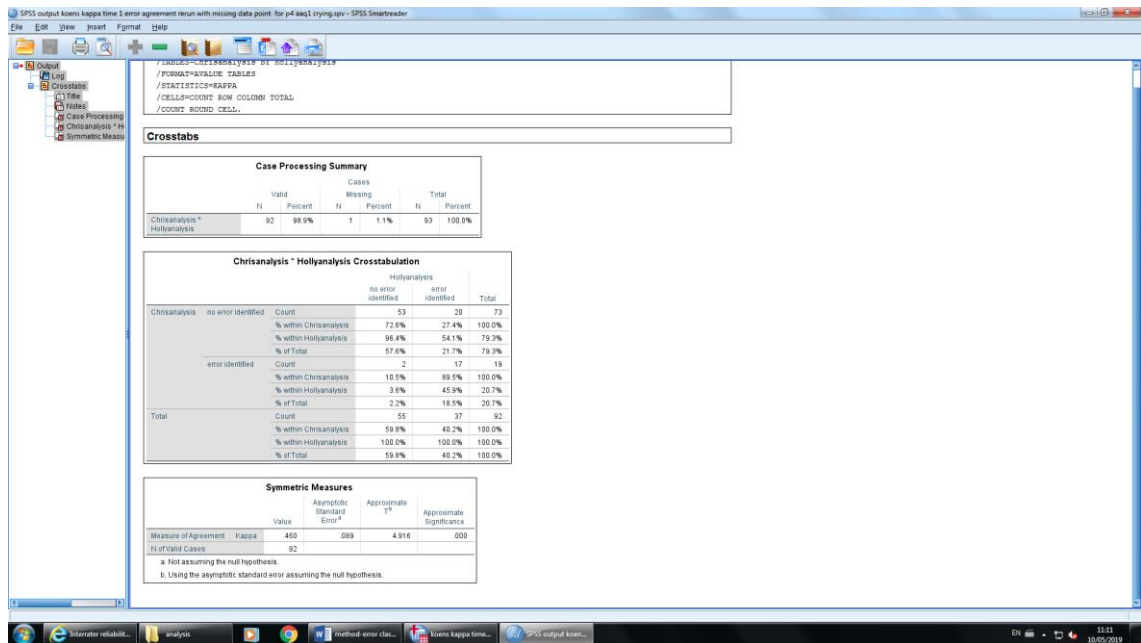 SPSS output koens kappa time 1 error agreement rerun with missing data point for p4 aaq1 crying.spv - SPSS Smartreader
File Edit View Insert Format Help
Output
Log
Crosstabs
Title
Notes
Case Processing
Chrisanalysis * H
Symmetric Measu
/TABLES=Chrisanalysis BY Hollyanalysis
/FORMAT=AVALUE TABLES
/STATISTICS=KAPPA
/CELLS=COUNT ROW COLUMN TOTAL
/COUNT ROUND CELL.
Crosstabs
Case Processing Summary
Cases
Valid Missing Total
N Percent N Percent N Percent
Chrisanalysis * 92 98.9% 1 1.1% 93 100.0%
Hollyanalysis
Chrisanalysis * Hollyanalysis Crosstabulation
Hollyanalysis
no error error
identified identified Total
Chrisanalysis no error identified Count 53 20 73
% within Chrisanalysis 72.6% 27.4% 100.0%
% within Hollyanalysis 96.4% 54.1% 79.3%
% of Total 57.6% 21.7% 79.3%
error identified Count 2 17 19
% within Chrisanalysis 10.5% 89.5% 100.0%
% within Hollyanalysis 3.6% 45.9% 20.7%
% of Total 2.2% 18.5% 20.7%
Total Count 55 37 92
% within Chrisanalysis 59.8% 40.2% 100.0%
% within Hollyanalysis 100.0% 100.0% 100.0%
% of Total 59.8% 40.2% 100.0%
Symmetric Measures
Asymptotic
Standard Approximate Approximate
Value Error a T b Significance
Measure of Agreement Kappa .460 .089 4.916 .000
N of Valid Cases 92
a. Not assuming the null hypothesis.
b. Using the asymptotic standard error assuming the null hypothesis.
Interrater reliabilit... analysis method-error clas... koens kappa time... SPSS output koen... EN 11:11
10/05/2019